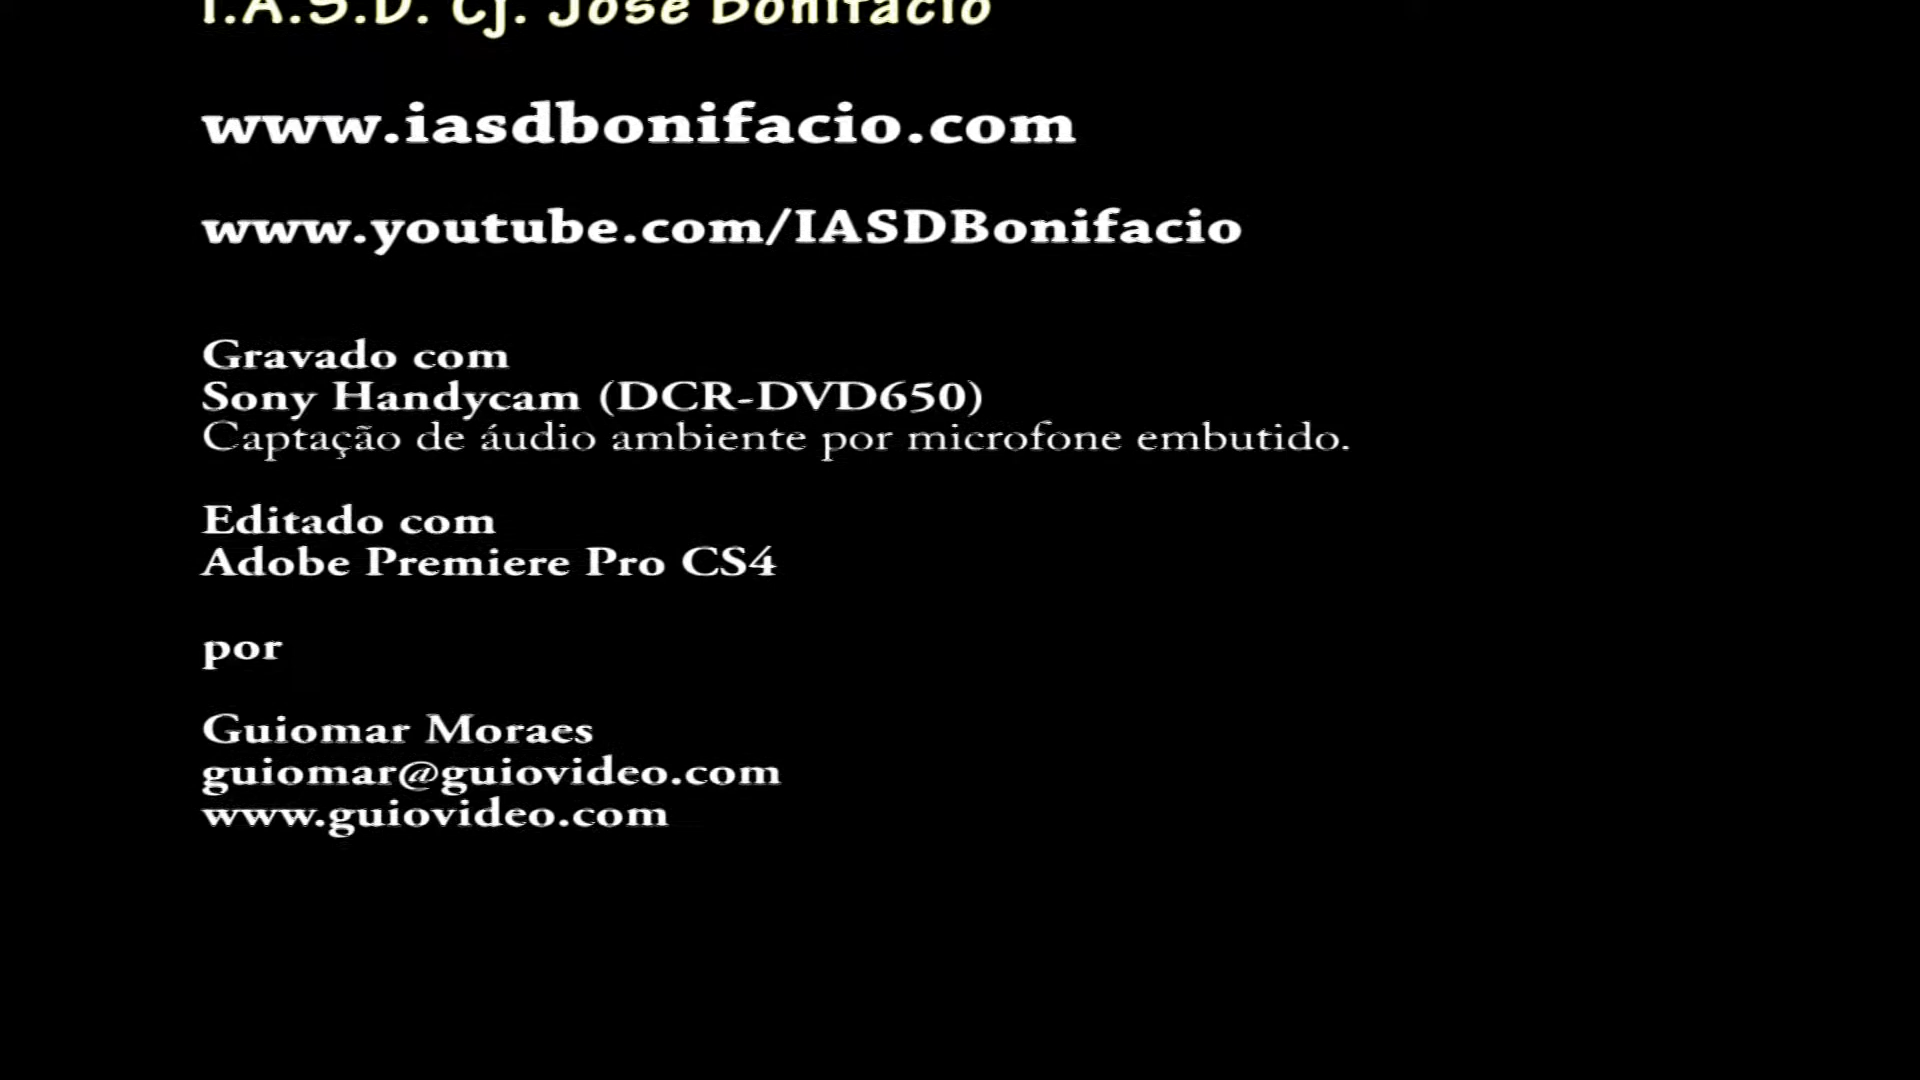 I.A.S.D. Cj. José Bonifácio
www.iasdbonifacio.com
www.youtube.com/IASDBonifacio
Gravado com
Sony Handycam (DCR-DVD650)
Captação de áudio ambiente por microfone embutido.
Editado com
Adobe Premiere Pro CS4
por
Guiomar Moraes
guiomar@guiovideo.com
www.guiovideo.com